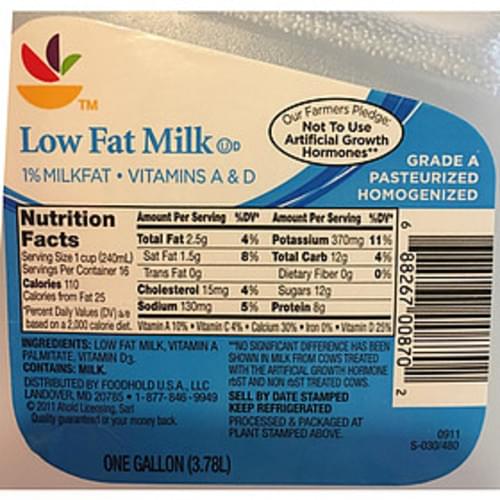 TM
Low Fat Milk UD
1% MILKFAT • VITAMINS A & D
Our Farmers Pledge:
Not To Use
Artificial Growth
Hormones**
GRADE A
PASTEURIZED
HOMOGENIZED
Nutrition
Facts
Serving Size 1 cup (240mL)
Servings Per Container 16
Calories 110
Calories from Fat 25
*Percent Daily Values (DV) are
based on a 2,000 calorie diet.
Amount Per Serving %DV*
Total Fat 2.5g 4%
Sat Fat 1.5g 8%
Trans Fat 0g
Cholesterol 15mg 4%
Sodium 130mg 5%
Amount Per Serving %DV*
Potassium 370mg 11%
Total Carb 12g 4%
Dietary Fiber 0g 0%
Sugars 12g
Protein 8g
Vitamin A 10% • Vitamin C 4% • Calcium 30% • Iron 0% • Vitamin D 25%
6 88267 00870 2
INGREDIENTS: LOW FAT MILK, VITAMIN A
PALMITATE, VITAMIN D3.
CONTAINS: MILK.
DISTRIBUTED BY FOODHOLD U.S.A., LLC
LANDOVER, MD 20785 • 1-877-846-9949
© 2011 Ahold Licensing, Sarl
Quality guaranteed or your money back.
**NO SIGNIFICANT DIFFERENCE HAS BEEN
SHOWN IN MILK FROM COWS TREATED
WITH THE ARTIFICIAL GROWTH HORMONE
rbST AND NON rbST TREATED COWS.
SELL BY DATE STAMPED
KEEP REFRIGERATED
PROCESSED & PACKAGED AT
PLANT STAMPED ABOVE.
0911
S-030/480
ONE GALLON (3.78L)